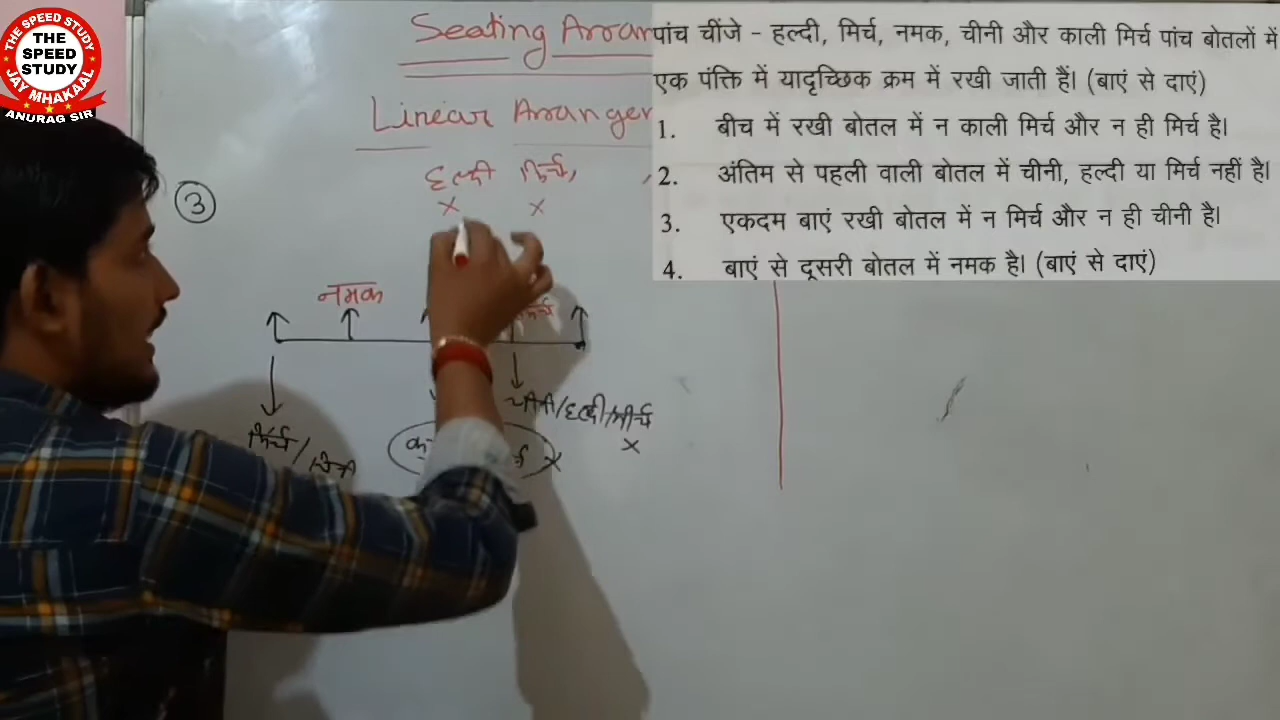 THE SPEED STUDY
THE
SPEED
STUDY
JAY MHAKAAL
ANURAG SIR
Seating Arran
Linear Arranger
पांच चींजे - हल्दी, मिर्च, नमक, चीनी और काली मिर्च पांच बोतलों में
एक पंक्ति में यादृच्छिक क्रम में रखी जाती हैं। (बाएं से दाएं)
1. बीच में रखी बोतल में न काली मिर्च और न ही मिर्च है।
2. अंतिम से पहली वाली बोतल में चीनी, हल्दी या मिर्च नहीं है।
3. एकदम बाएं रखी बोतल में न मिर्च और न ही चीनी है।
4. बाएं से दूसरी बोतल में नमक है। (बाएं से दाएं)
हल्दी मिर्च,
x x
3
नमक
मिर्च
चीनी/हल्दी/मिर्च
x
मिर्च/चीनी
x